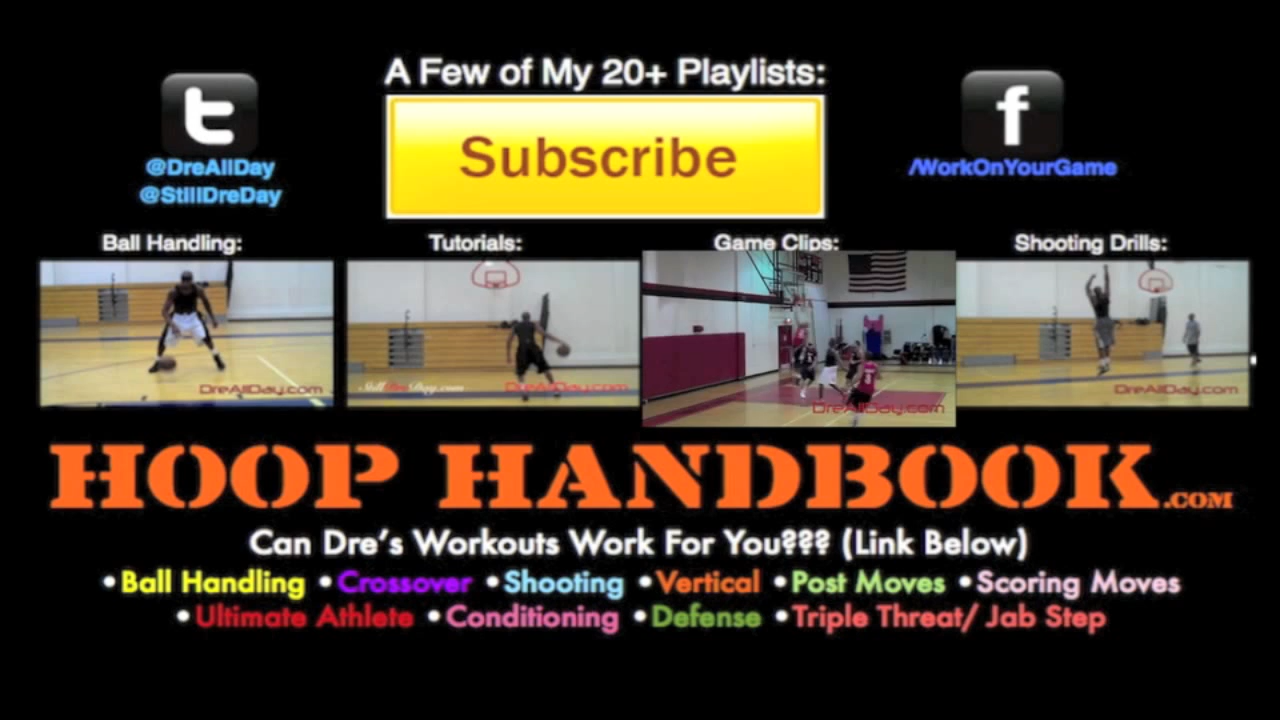 A Few of My 20+ Playlists:
t
f
Subscribe
@DreAllDay
@StillDreDay
/WorkOnYourGame
Ball Handling:
Tutorials:
Game Clips:
Shooting Drills:
DreAllDay.com
StillDreDay.com
DreAllDay.com
DreAllDay.com
DreAllDay.com
HOOP HANDBOOK.COM
Can Dre's Workouts Work For You??? (Link Below)
•Ball Handling •Crossover •Shooting •Vertical •Post Moves •Scoring Moves
•Ultimate Athlete •Conditioning •Defense •Triple Threat/ Jab Step